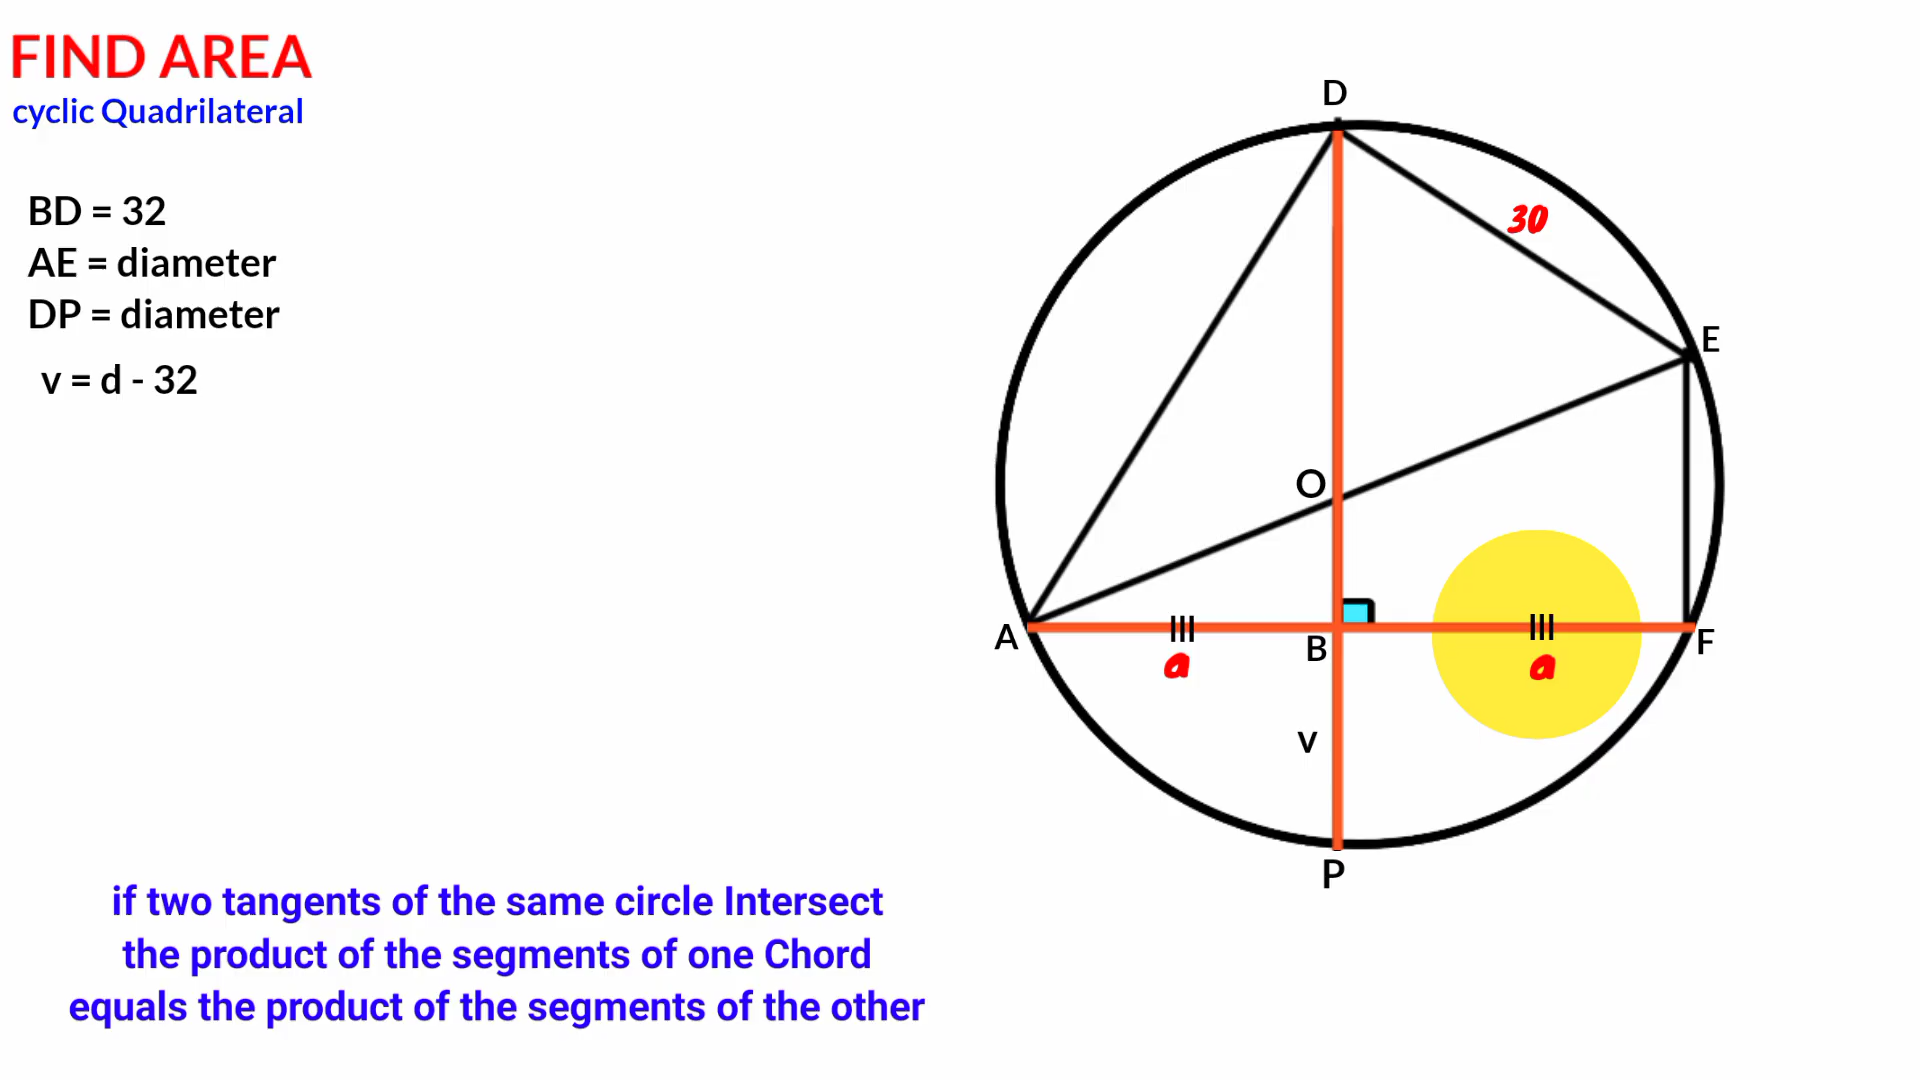 FIND AREA
cyclic Quadrilateral
BD = 32
AE = diameter
DP = diameter
v = d - 32
D
30
E
O
A
B
F
a
a
v
P
if two tangents of the same circle Intersect
the product of the segments of one Chord
equals the product of the segments of the other